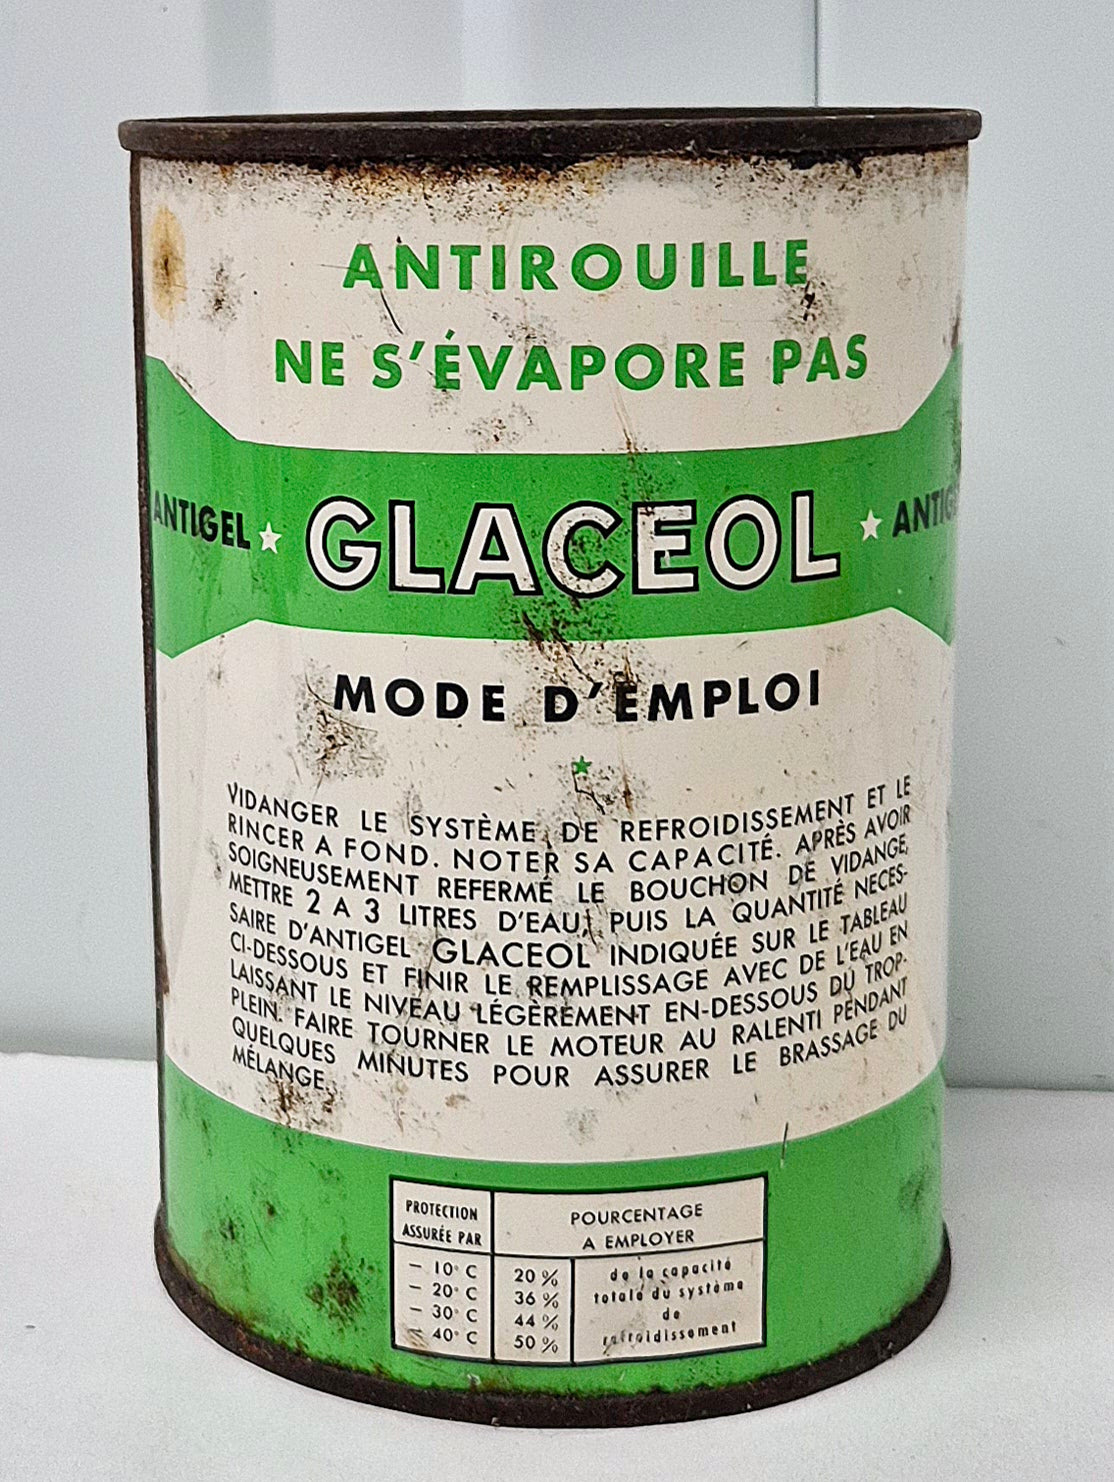 ANTIROUILLE
NE S'ÉVAPORE PAS
ANTIGEL ★ GLACEOL ★ ANTIGE
MODE D'EMPLOI
VIDANGER LE SYSTÈME DE REFROIDISSEMENT ET LE
RINCER A FOND. NOTER SA CAPACITÉ. APRÈS AVOIR
SOIGNEUSEMENT REFERMÉ LE BOUCHON DE VIDANGE,
METTRE 2 A 3 LITRES D'EAU, PUIS LA QUANTITÉ NECES-
SAIRE D'ANTIGEL GLACEOL INDIQUÉE SUR LE TABLEAU
CI-DESSOUS ET FINIR LE REMPLISSAGE AVEC DE L'EAU EN
LAISSANT LE NIVEAU LÉGÈREMENT EN-DESSOUS DU TROP-
PLEIN. FAIRE TOURNER LE MOTEUR AU RALENTI PENDANT
QUELQUES MINUTES POUR ASSURER LE BRASSAGE DU
MÉLANGE.
PROTECTION
ASSURÉE PAR
POURCENTAGE
A EMPLOYER
— 10° C 20 % de la capacité
— 20° C 36 % totale du système
— 30° C 44 % de
— 40° C 50 % refroidissement